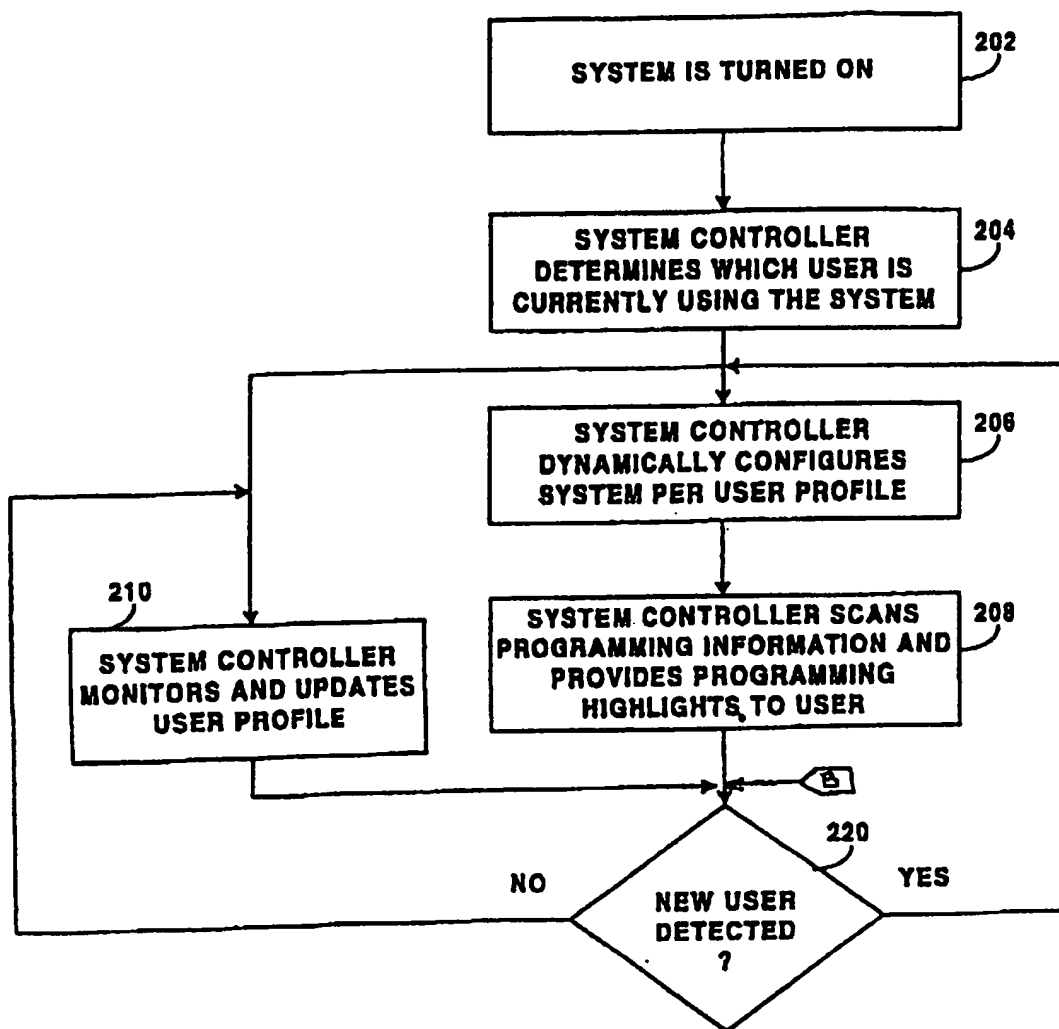 SYSTEM IS TURNED ON
202
SYSTEM CONTROLLER
DETERMINES WHICH USER IS
CURRENTLY USING THE SYSTEM
204
SYSTEM CONTROLLER
DYNAMICALLY CONFIGURES
SYSTEM PER USER PROFILE
206
210
SYSTEM CONTROLLER
MONITORS AND UPDATES
USER PROFILE
SYSTEM CONTROLLER SCANS
PROGRAMMING INFORMATION AND
PROVIDES PROGRAMMING
HIGHLIGHTS TO USER
208
B
220
NO
YES
NEW USER
DETECTED
?